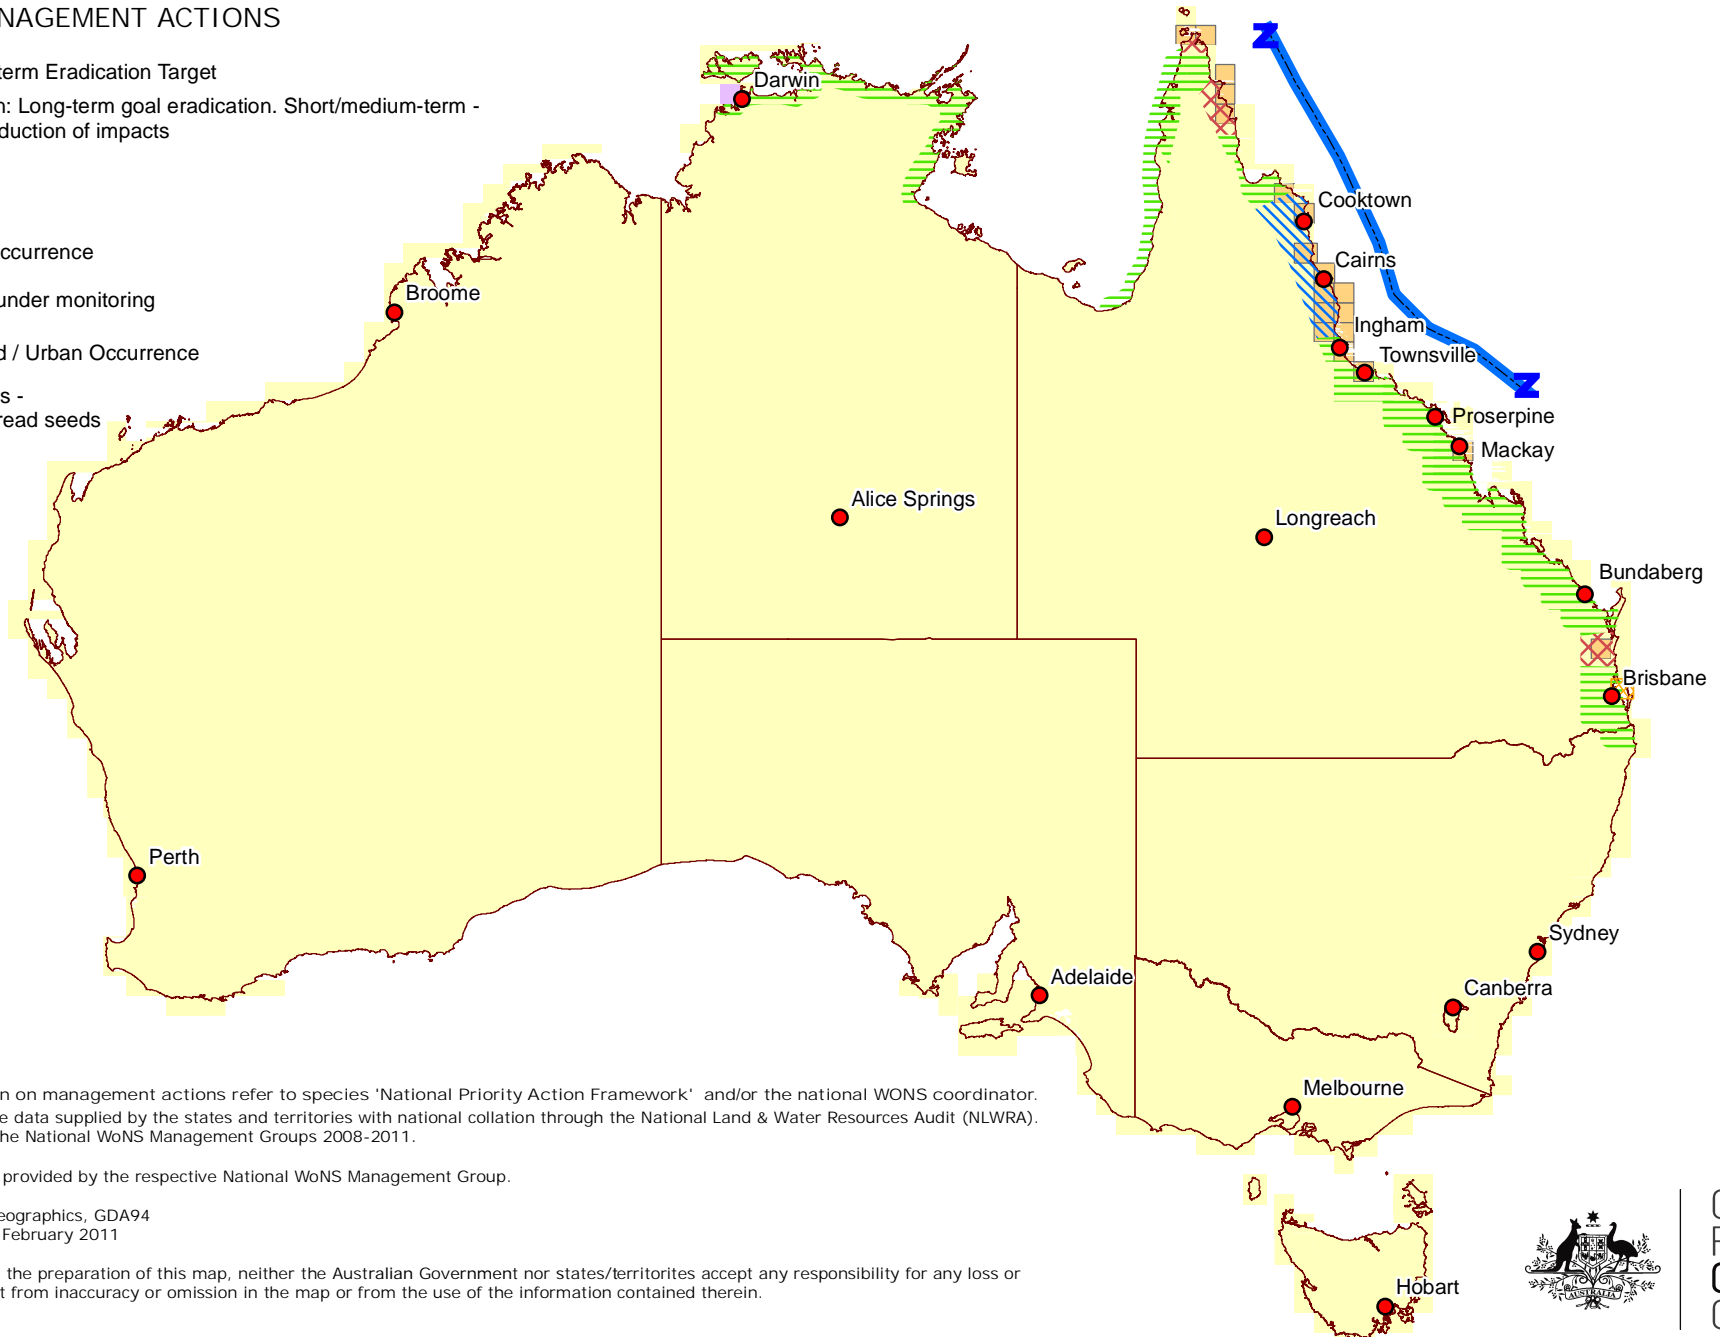 NAGEMENT ACTIONS
term Eradication Target
n: Long-term goal eradication. Short/medium-term -
duction of impacts
ccurrence
under monitoring
d / Urban Occurrence
s -
read seeds
Darwin
Cooktown
Cairns
Broome
Ingham
Townsville
Proserpine
Mackay
Alice Springs
Longreach
Bundaberg
Brisbane
Perth
Sydney
Adelaide
Canberra
Melbourne
n on management actions refer to species 'National Priority Action Framework' and/or the national WONS coordinator.
e data supplied by the states and territories with national collation through the National Land & Water Resources Audit (NLWRA).
he National WoNS Management Groups 2008-2011.
provided by the respective National WoNS Management Group.
eographics, GDA94
February 2011
the preparation of this map, neither the Australian Government nor states/territorites accept any responsibility for any loss or
t from inaccuracy or omission in the map or from the use of the information contained therein.
Hobart
AUSTRALIA